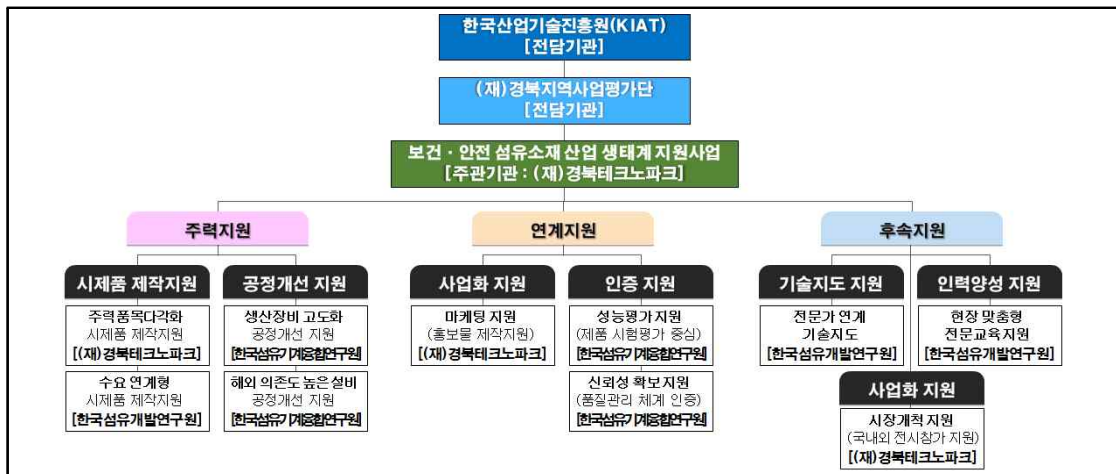 한국산업기술진흥원(KIAT)
[전담기관]
(재)경북지역사업평가단
[전담기관]
보건·안전 섬유소재 산업 생태계 지원사업
[주관기관 : (재)경북테크노파크]
주력지원
시제품 제작지원
주력품목다각화
시제품 제작지원
[(재)경북테크노파크]
수요 연계형
시제품 제작지원
[한국섬유개발연구원]
공정개선 지원
생산장비 고도화
공정개선 지원
[한국섬유기계융합연구원]
해외 의존도 높은 설비
공정개선 지원
[한국섬유기계융합연구원]
연계지원
사업화 지원
마케팅 지원
(홍보물 제작지원)
[(재)경북테크노파크]
인증 지원
성능평가 지원
(제품 시험평가 중심)
[한국섬유기계융합연구원]
신뢰성 확보 지원
(품질관리 체계 인증)
[한국섬유기계융합연구원]
후속지원
기술지도 지원
전문가 연계
기술지도
[한국섬유개발연구원]
인력양성 지원
현장 맞춤형
전문교육지원
[한국섬유개발연구원]
사업화 지원
시장개척 지원
(국내외 전시참가 지원)
[(재)경북테크노파크]